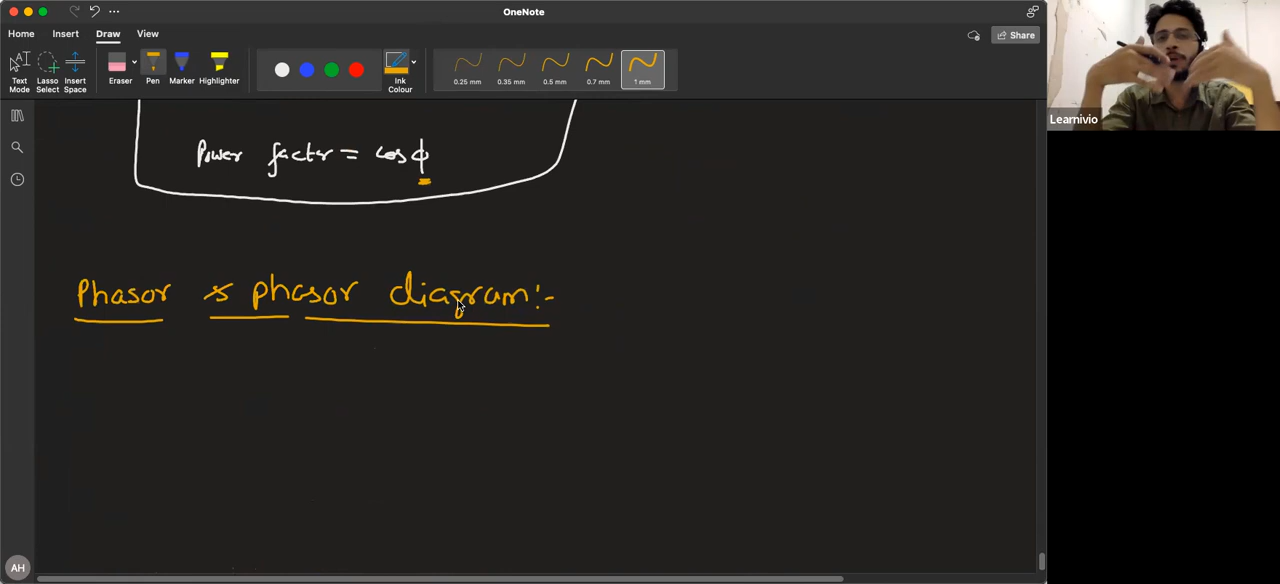 OneNote
Home Insert Draw View
Share
Text Mode
Lasso Select
Insert Space
Eraser
Pen
Marker
Highlighter
Ink Colour
0.25 mm
0.35 mm
0.5 mm
0.7 mm
1 mm
Learnivio
Power factor = cosϕ
Phasor & phasor diagram:-
AH